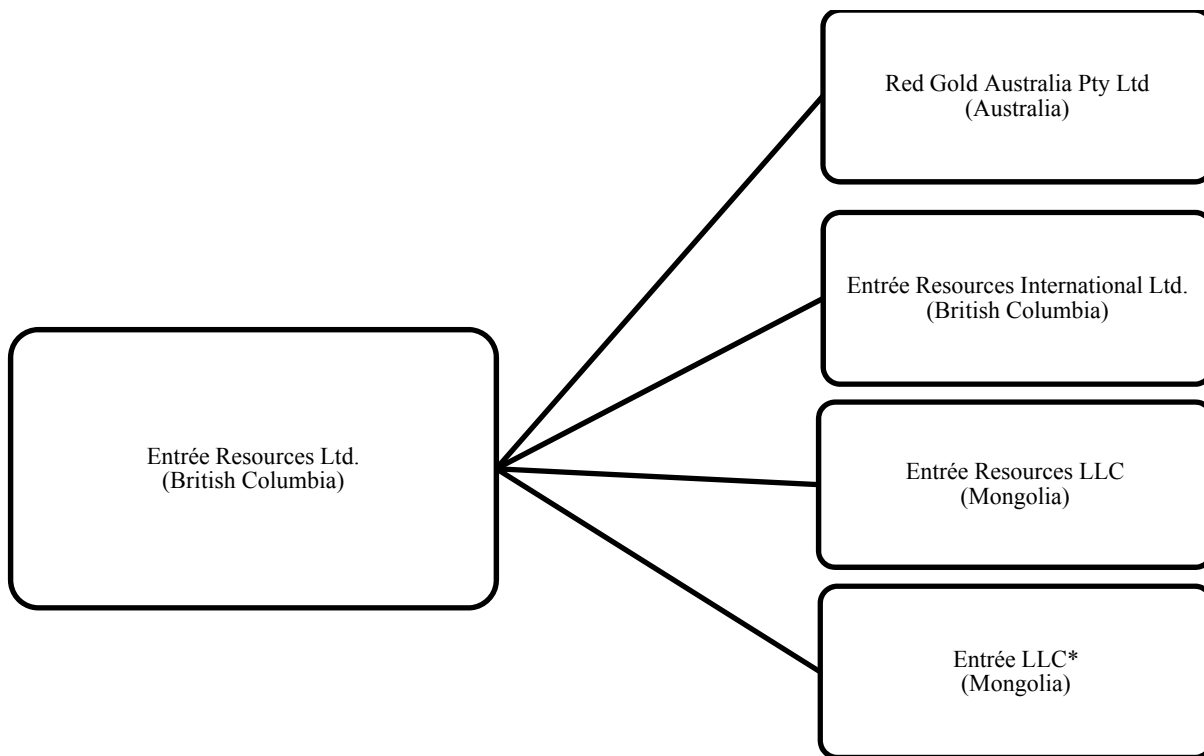 Red Gold Australia Pty Ltd
(Australia)
Entrée Resources International Ltd.
(British Columbia)
Entrée Resources Ltd.
(British Columbia)
Entrée Resources LLC
(Mongolia)
Entrée LLC*
(Mongolia)